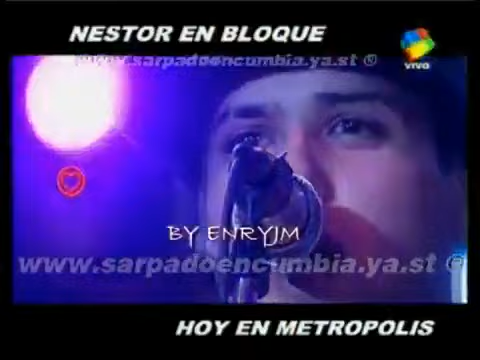 NESTOR EN BLOQUE
www.sarpadoencumbia.ya.st ®
VIVO
BY ENRYJM
www.sarpadoencumbia.ya.st ®
HOY EN METROPOLIS